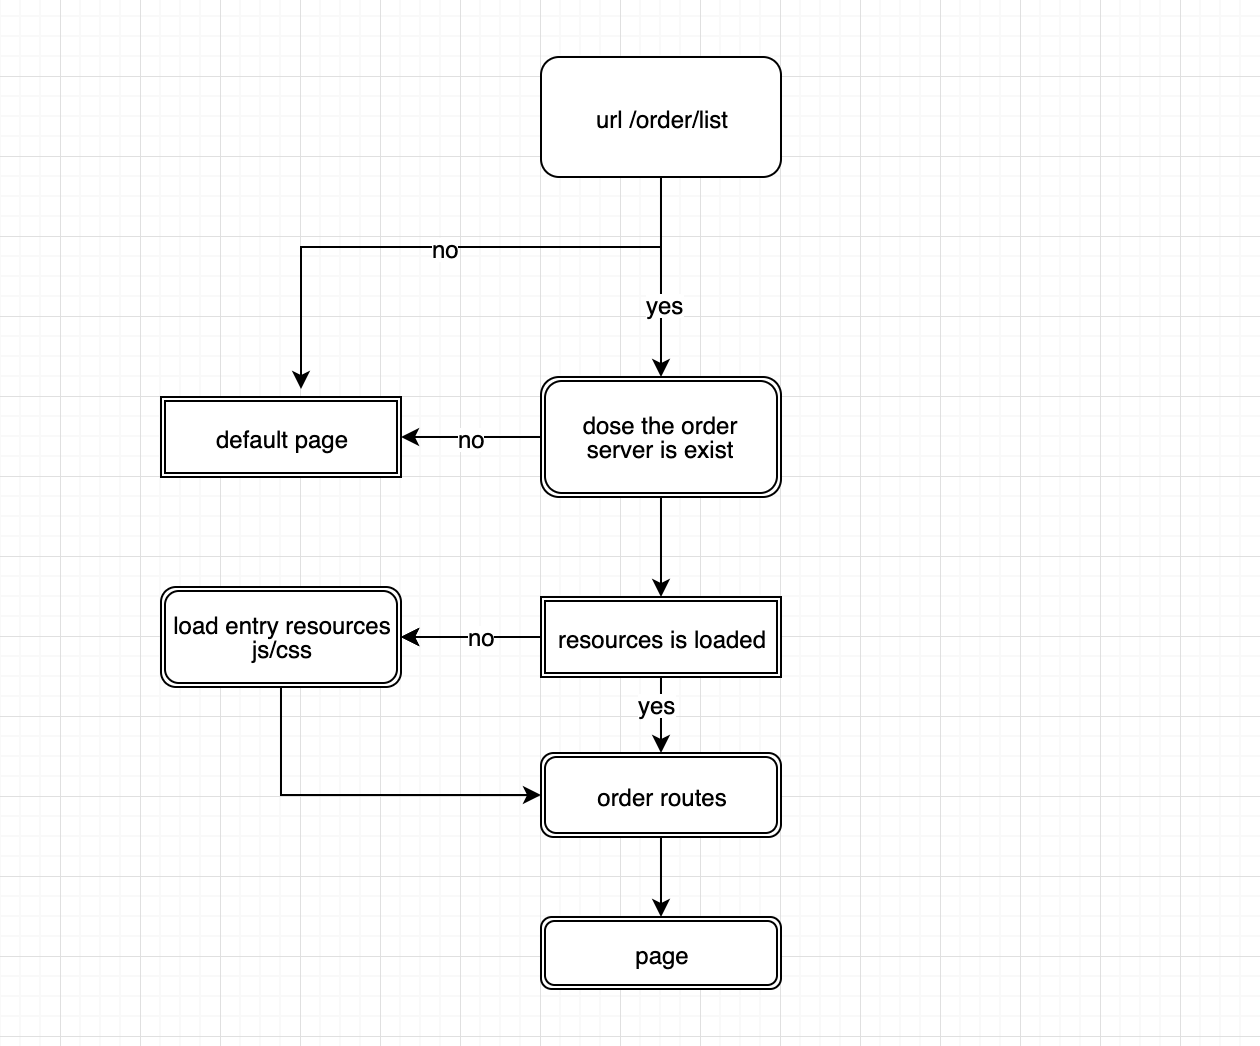 url /order/list
no
yes
dose the order
server is exist
no
default page
load entry resources
js/css
no
resources is loaded
yes
order routes
page